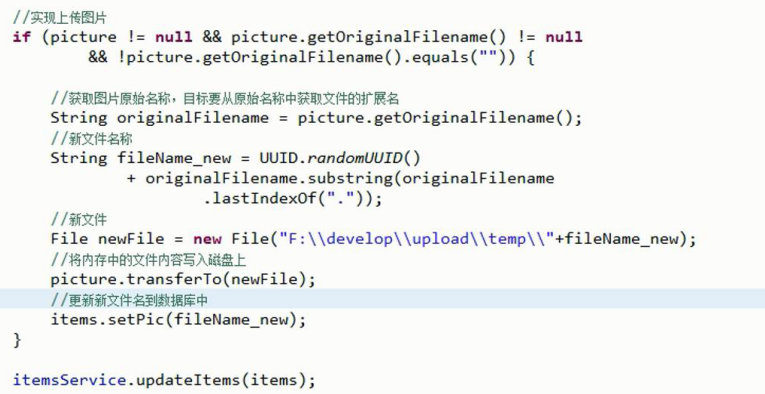 //实现上传图片
if (picture != null && picture.getOriginalFilename() != null
        && !picture.getOriginalFilename().equals("")) {
    //获取图片原始名称，目标要从原始名称中获取文件的扩展名
    String originalFilename = picture.getOriginalFilename();
    //新文件名称
    String fileName_new = UUID.randomUUID()
            + originalFilename.substring(originalFilename
                    .lastIndexOf("."));
    //新文件
    File newFile = new File("F:\\develop\\upload\\temp\\"+fileName_new);
    //将内存中的文件内容写入磁盘上
    picture.transferTo(newFile);
    //更新新文件名到数据库中
    items.setPic(fileName_new);
}
itemsService.updateItems(items);